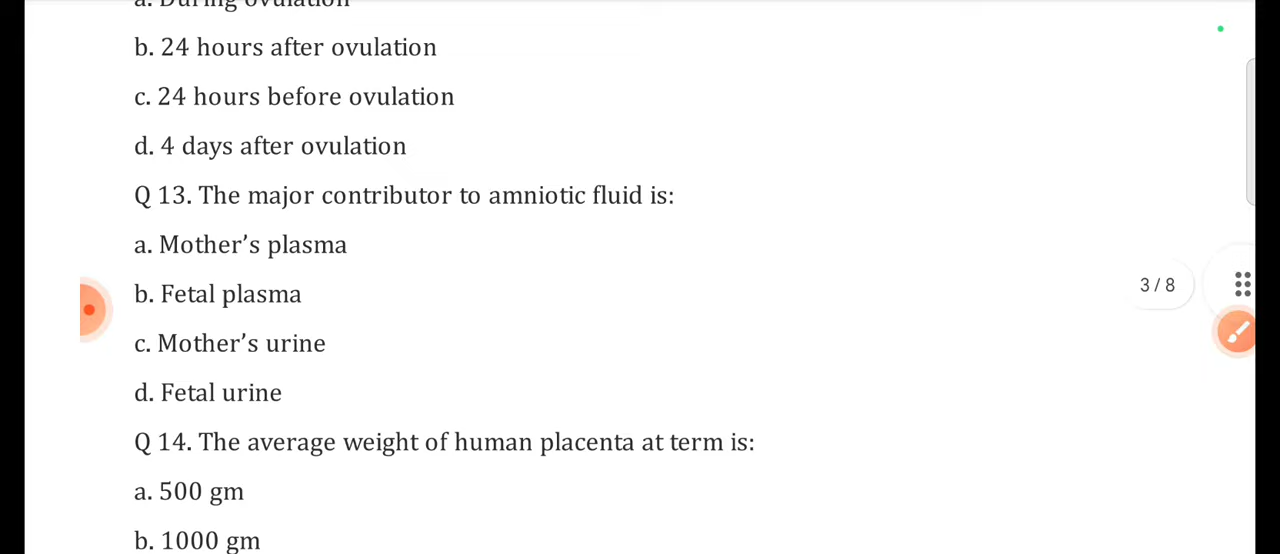 a. During ovulation
b. 24 hours after ovulation
c. 24 hours before ovulation
d. 4 days after ovulation
Q 13. The major contributor to amniotic fluid is:
a. Mother’s plasma
b. Fetal plasma
3 / 8
c. Mother’s urine
d. Fetal urine
Q 14. The average weight of human placenta at term is:
a. 500 gm
b. 1000 gm